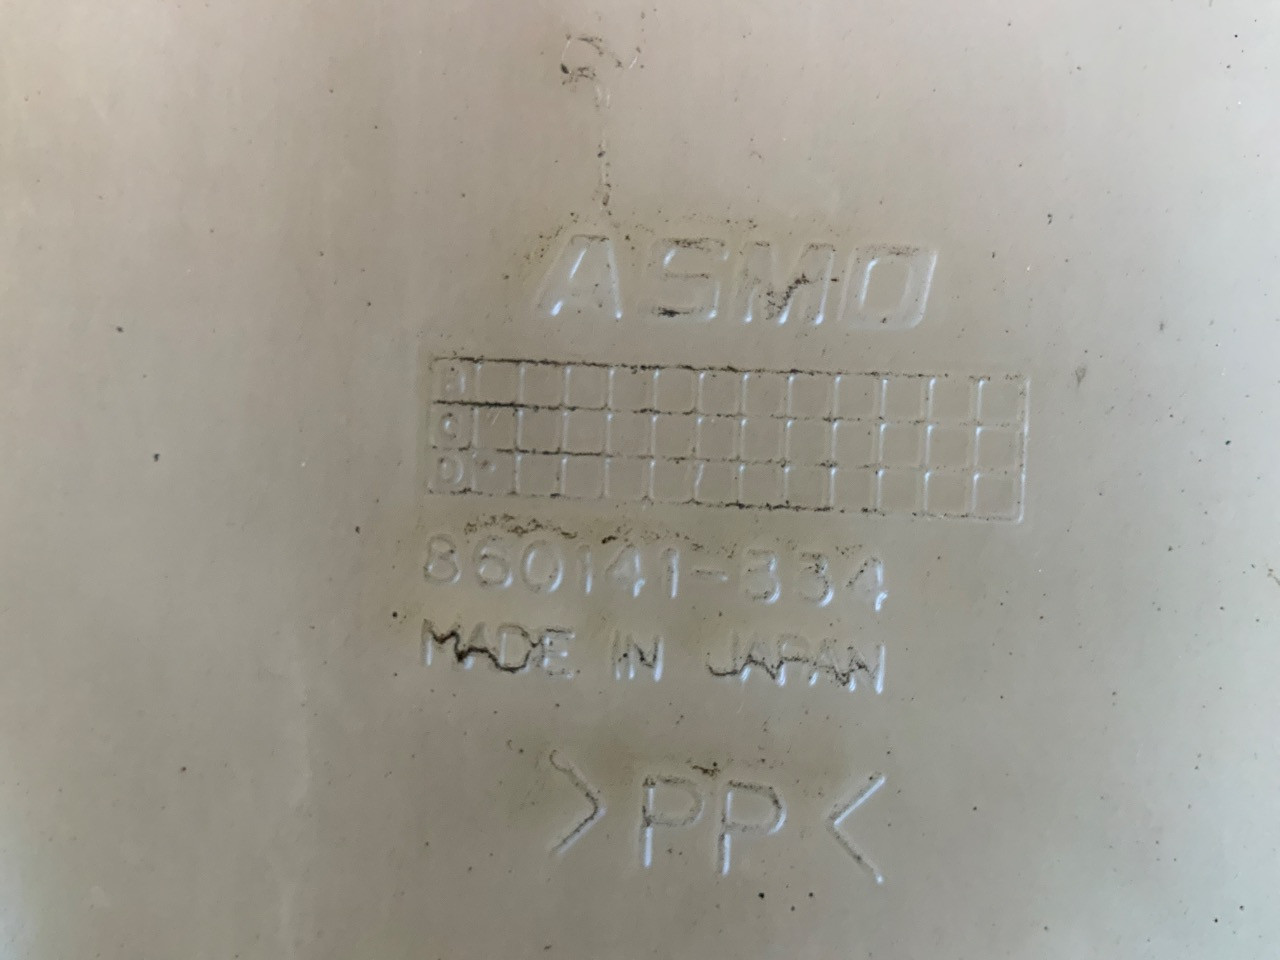 ASMO
B
C
D
860141-334
MADE IN JAPAN
>PP<